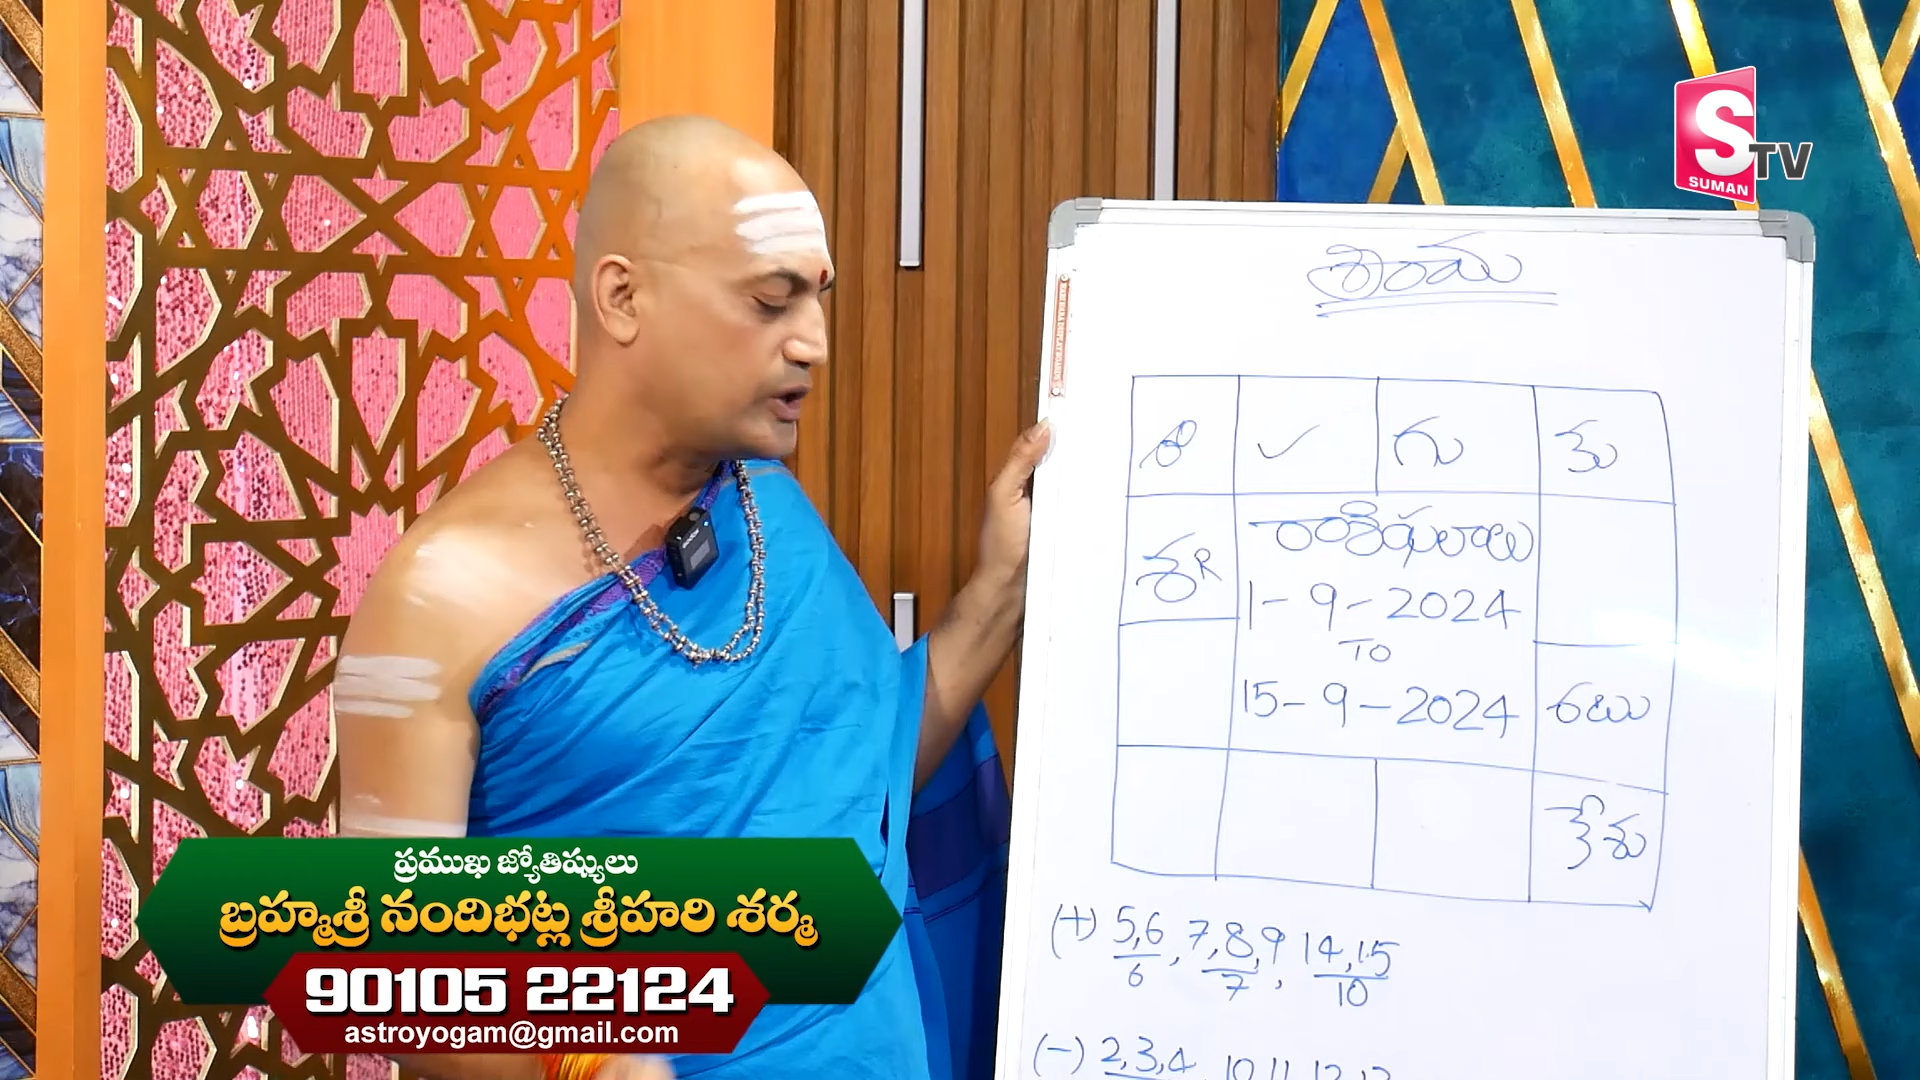 S TV
SUMAN
శ్రీరామ
శు గు కు
రాశిఫలాలు
శ R
1-9-2024
TO
15-9-2024
(+) 5,6, 7,8,9, 14,15
6 7 10
(-) 2,3,4
ప్రముఖ జ్యోతిష్యులు
బ్రహ్మశ్రీ నందిభట్ల శ్రీహరి శర్మ
90105 22124
astroyogam@gmail.com